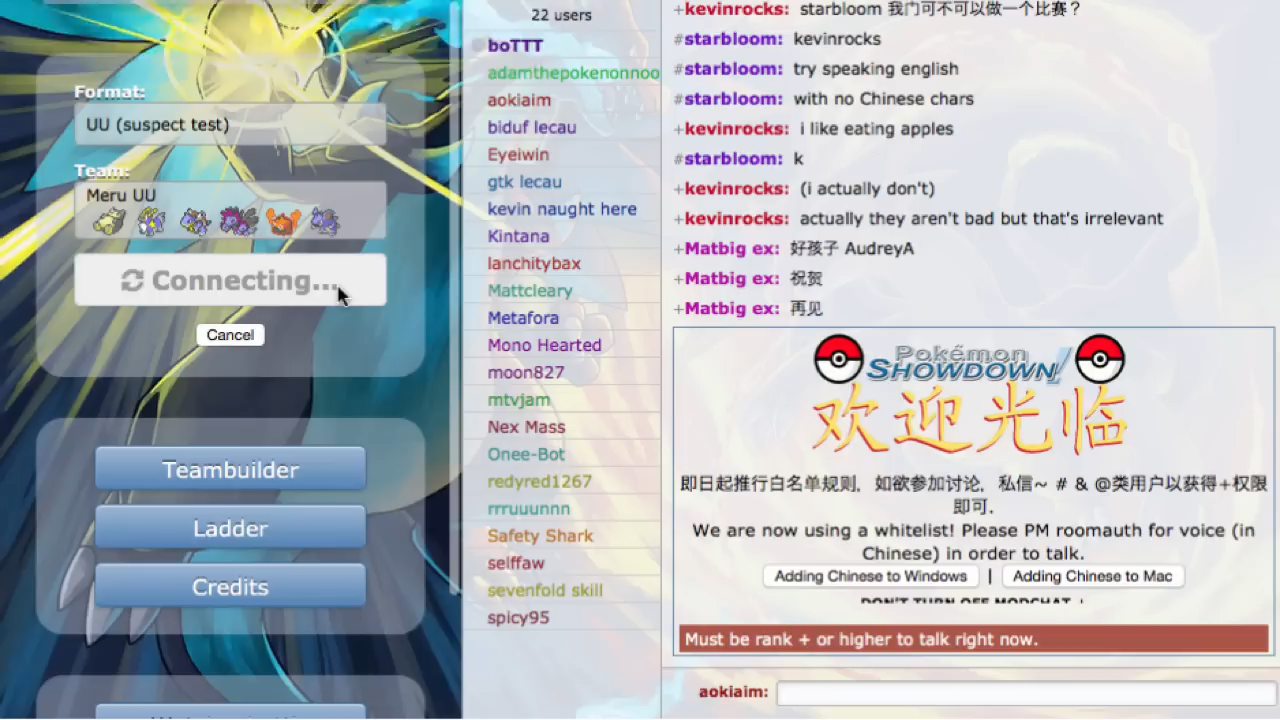 Format:
UU (suspect test)
Team:
Meru UU
Connecting...
Cancel
Teambuilder
Ladder
Credits
22 users
boTTT
adamthepokenonnoo
aokiaim
biduf lecau
Eyeiwin
gtk lecau
kevin naught here
Kintana
lanchitybax
Mattcleary
Metafora
Mono Hearted
moon827
mtvjam
Nex Mass
Onee-Bot
redyred1267
rrruuunnn
Safety Shark
selffaw
sevenfold skill
spicy95
+kevinrocks: starbloom 我门可不可以做一个比赛？
#starbloom: kevinrocks
#starbloom: try speaking english
#starbloom: with no Chinese chars
+kevinrocks: i like eating apples
#starbloom: k
+kevinrocks: (i actually don't)
+kevinrocks: actually they aren't bad but that's irrelevant
+Matbig ex: 好孩子 AudreyA
+Matbig ex: 祝贺
+Matbig ex: 再见
Pokémon
SHOWDOWN!
欢迎光临
即日起推行白名单规则，如欲参加讨论，私信~ # & @类用户以获得+权限
即可.
We are now using a whitelist! Please PM roomauth for voice (in
Chinese) in order to talk.
Adding Chinese to Windows | Adding Chinese to Mac
DON'T TURN OFF MODCHAT
Must be rank + or higher to talk right now.
aokiaim: